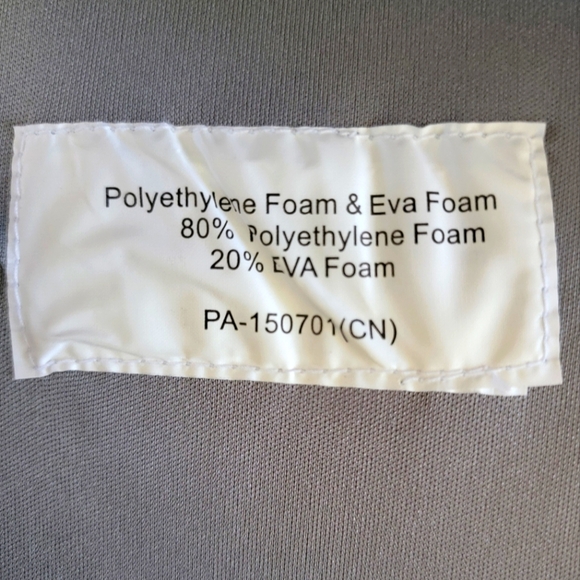 Polyethylene Foam & Eva Foam
80% Polyethylene Foam
20% EVA Foam
PA-150701(CN)